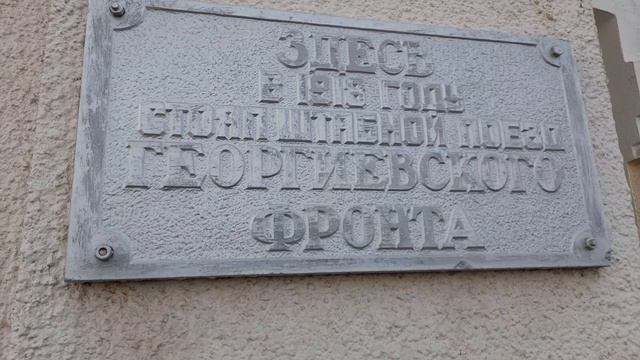 ЗДЕСЬ
В 1918 ГОДУ
СТОЯЛ ШТАБНОЙ ПОЕЗД
ГЕОРГИЕВСКОГО
ФРОНТА